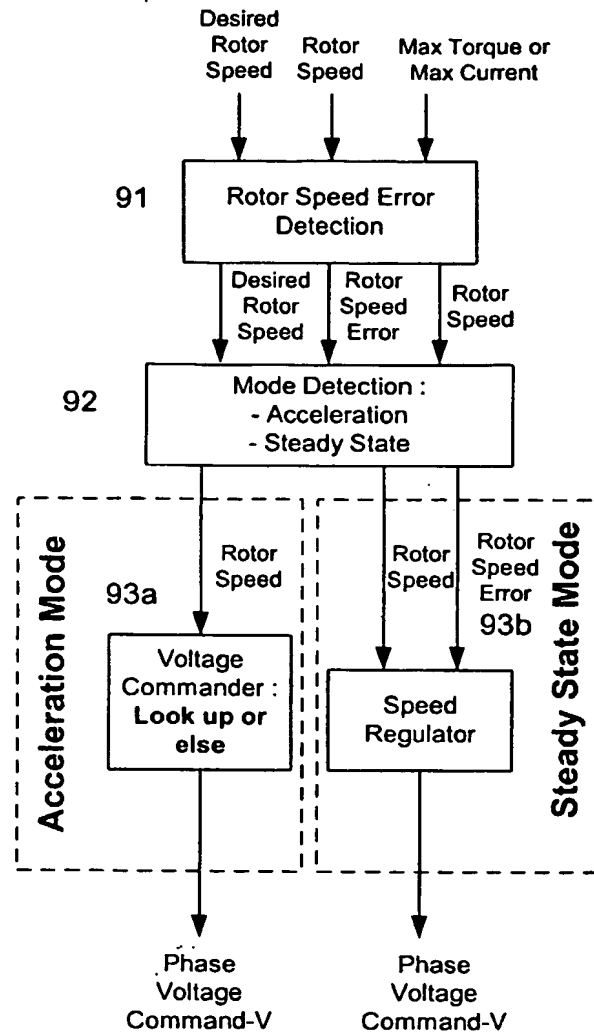 Desired
Rotor
Speed
Rotor
Speed
Max Torque or
Max Current
91
Rotor Speed Error
Detection
Desired
Rotor
Speed
Rotor
Speed
Error
Rotor
Speed
92
Mode Detection :
- Acceleration
- Steady State
Acceleration Mode
Rotor
Speed
93a
Voltage
Commander :
Look up or
else
Rotor
Speed
Rotor
Speed
Error
93b
Speed
Regulator
Steady State Mode
Phase
Voltage
Command-V
Phase
Voltage
Command-V